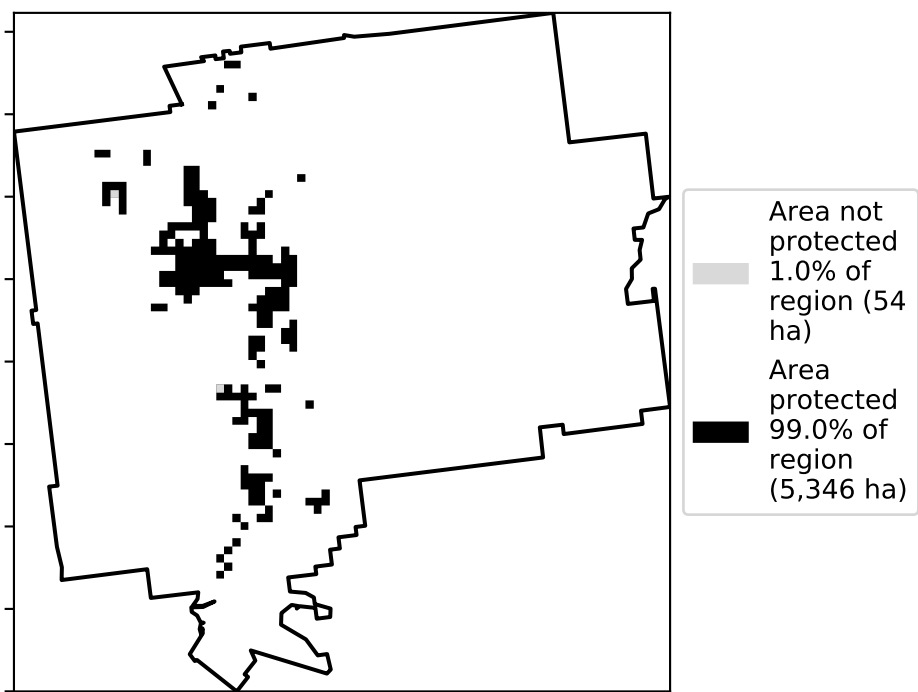 Area not
protected
1.0% of
region (54
ha)
Area
protected
99.0% of
region
(5,346 ha)